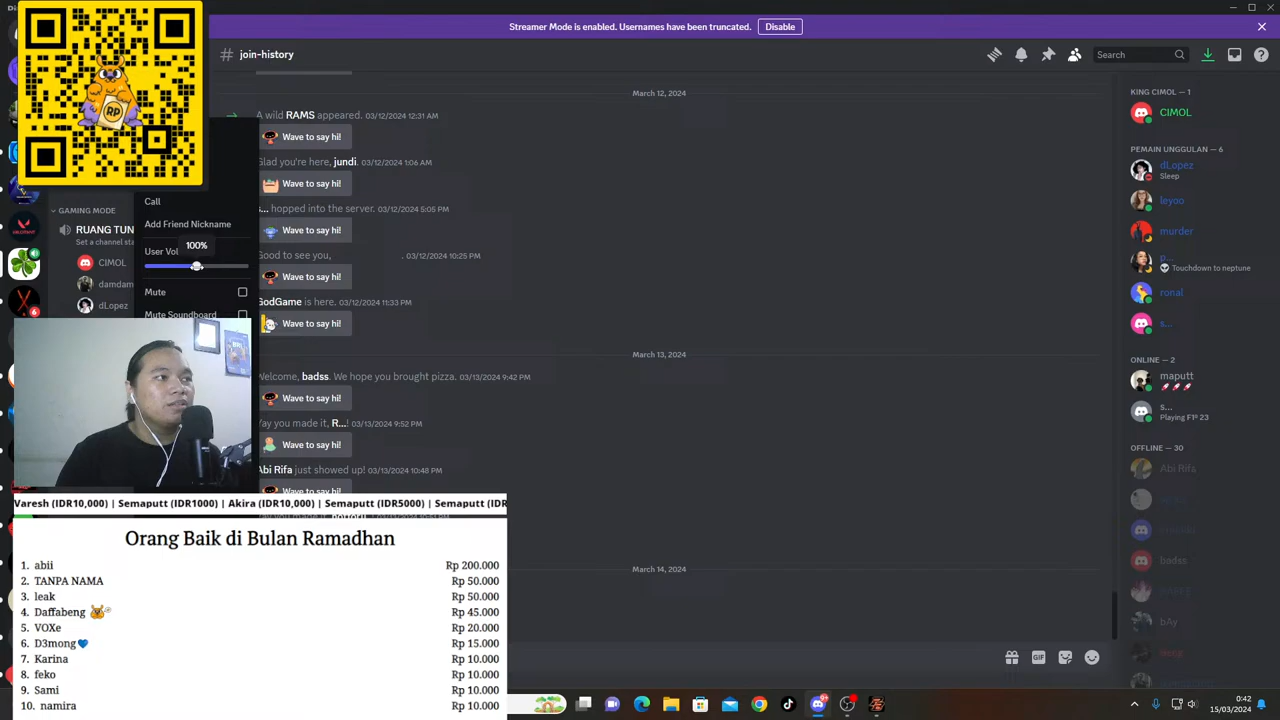 Streamer Mode is enabled. Usernames have been truncated.
Disable
# join-history
Search
RP
March 12, 2024
A wild RAMS appeared. 03/12/2024 12:31 AM
Wave to say hi!
Glad you're here, jundi. 03/12/2024 1:06 AM
Wave to say hi!
s... hopped into the server. 03/12/2024 5:05 PM
Wave to say hi!
Good to see you, . 03/12/2024 10:25 PM
Wave to say hi!
GodGame is here. 03/12/2024 11:33 PM
Wave to say hi!
March 13, 2024
Welcome, badss. We hope you brought pizza. 03/13/2024 9:42 PM
Wave to say hi!
Yay you made it, R...! 03/13/2024 9:52 PM
Wave to say hi!
Abi Rifa just showed up! 03/13/2024 10:48 PM
Wave to say hi!
March 14, 2024
GAMING MODE
RUANG TUN
Set a channel sta
CIMOL
damdam
dLopez
Call
Add Friend Nickname
100%
User Vol
Mute
Mute Soundboard
KING CIMOL — 1
CIMOL
PEMAIN UNGGULAN — 6
dLopez
Sleep
leyoo
murder
p...
Touchdown to neptune
ronal
s...
ONLINE — 2
maputt
s...
Playing F1® 23
OFFLINE — 30
Abi Rifa
badss
bAy
Varesh (IDR10,000) | Semaputt (IDR1000) | Akira (IDR10,000) | Semaputt (IDR5000) | Semaputt (IDR
Orang Baik di Bulan Ramadhan
1. abii Rp 200.000
2. TANPA NAMA Rp 50.000
3. leak Rp 50.000
4. Daffabeng Rp 45.000
5. VOXe Rp 20.000
6. D3mong💙 Rp 15.000
7. Karina Rp 10.000
8. feko Rp 10.000
9. Sami Rp 10.000
10. namira Rp 10.000
GIF
0:42
15/03/2024